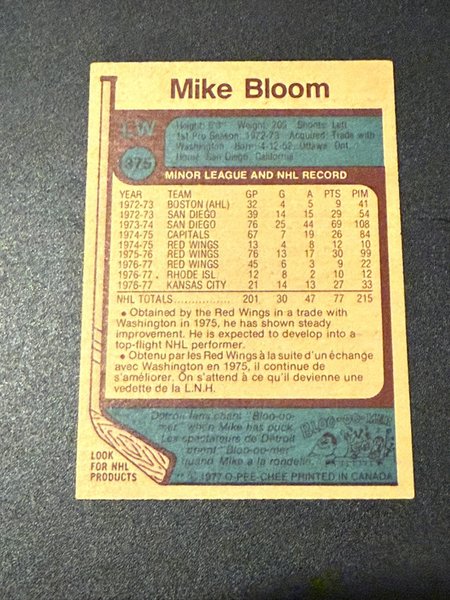 Mike Bloom
LW
375
Height: 6'3" Weight: 205 Shoots: Left
1st Pro Season: 1972-73 Acquired: Trade with
Washington Born: 4-12-52, Ottawa, Ont.
Home: San Diego, California
MINOR LEAGUE AND NHL RECORD
YEAR TEAM GP G A PTS PIM
1972-73 BOSTON (AHL) 32 4 5 9 41
1972-73 SAN DIEGO 39 14 15 29 54
1973-74 SAN DIEGO 76 25 44 69 108
1974-75 CAPITALS 67 7 19 26 84
1974-75 RED WINGS 13 4 8 12 10
1975-76 RED WINGS 76 13 17 30 99
1976-77 RED WINGS 45 6 3 9 22
1976-77 RHODE ISL. 12 8 2 10 12
1976-77 KANSAS CITY 21 14 13 27 33
NHL TOTALS................ 201 30 47 77 215
• Obtained by the Red Wings in a trade with
Washington in 1975, he has shown steady
improvement. He is expected to develop into a
top-flight NHL performer.
• Obtenu par les Red Wings à la suite d'un échange
avec Washington en 1975, il continue de
s'améliorer. On s'attend à ce qu'il devienne une
vedette de la L.N.H.
Detroit fans chant "Bloo-oo-
mer" when Mike has puck.
Les spectateurs de Détroit
crient "Bloo-oo-mer"
quand Mike a la rondelle.
BLOO-OO-MER
LOOK
FOR NHL
PRODUCTS
© 1977 O-PEE-CHEE PRINTED IN CANADA